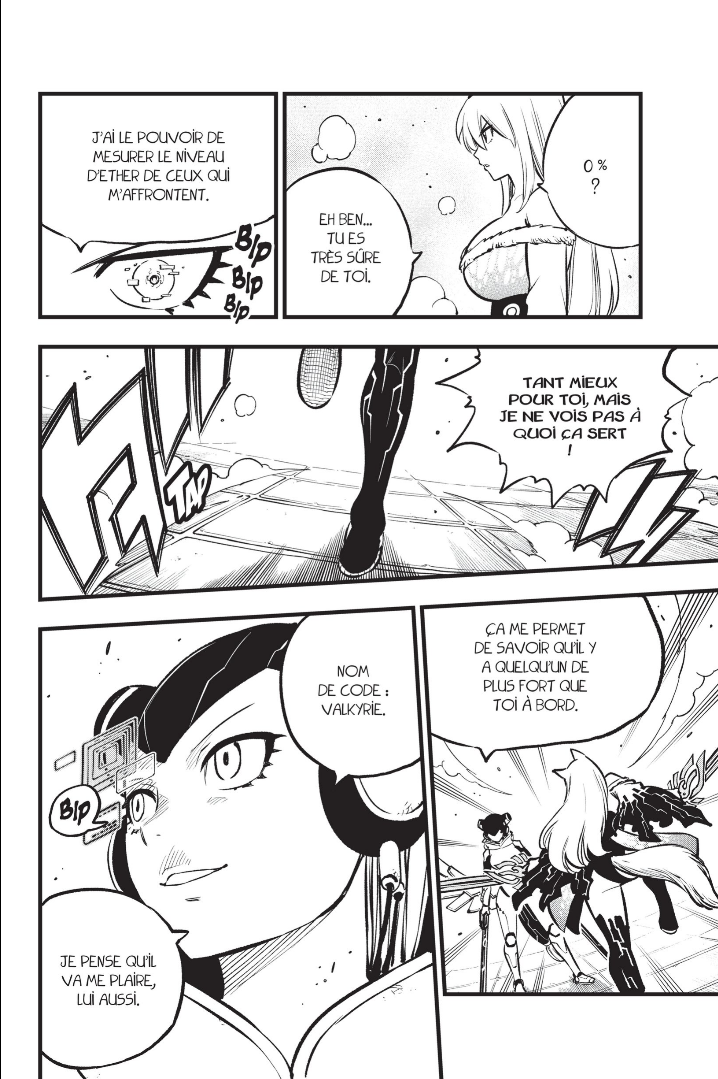 0 %
?
EH BEN...
TU ES
TRÈS SÛRE
DE TOI.
J'AI LE POUVOIR DE
MESURER LE NIVEAU
D'ETHER DE CEUX QUI
M'AFFRONTENT.
BIP
BIP
BIP
TANT MIEUX
POUR TOI, MAIS
JE NE VOIS PAS À
QUOI ÇA SERT
!
TAP
ÇA ME PERMET
DE SAVOIR QU'IL Y
A QUELQU'UN DE
PLUS FORT QUE
TOI À BORD.
NOM
DE CODE :
VALKYRIE.
BIP
JE PENSE QU'IL
VA ME PLAIRE,
LUI AUSSI.